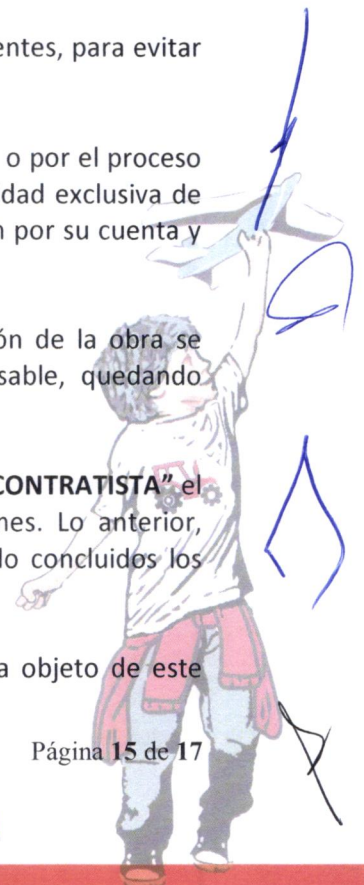 entes, para evitar
o por el proceso
dad exclusiva de
n por su cuenta y
ón de la obra se
sable, quedando
CONTRATISTA" el
nes. Lo anterior,
do concluidos los
a objeto de este
Página 15 de 17